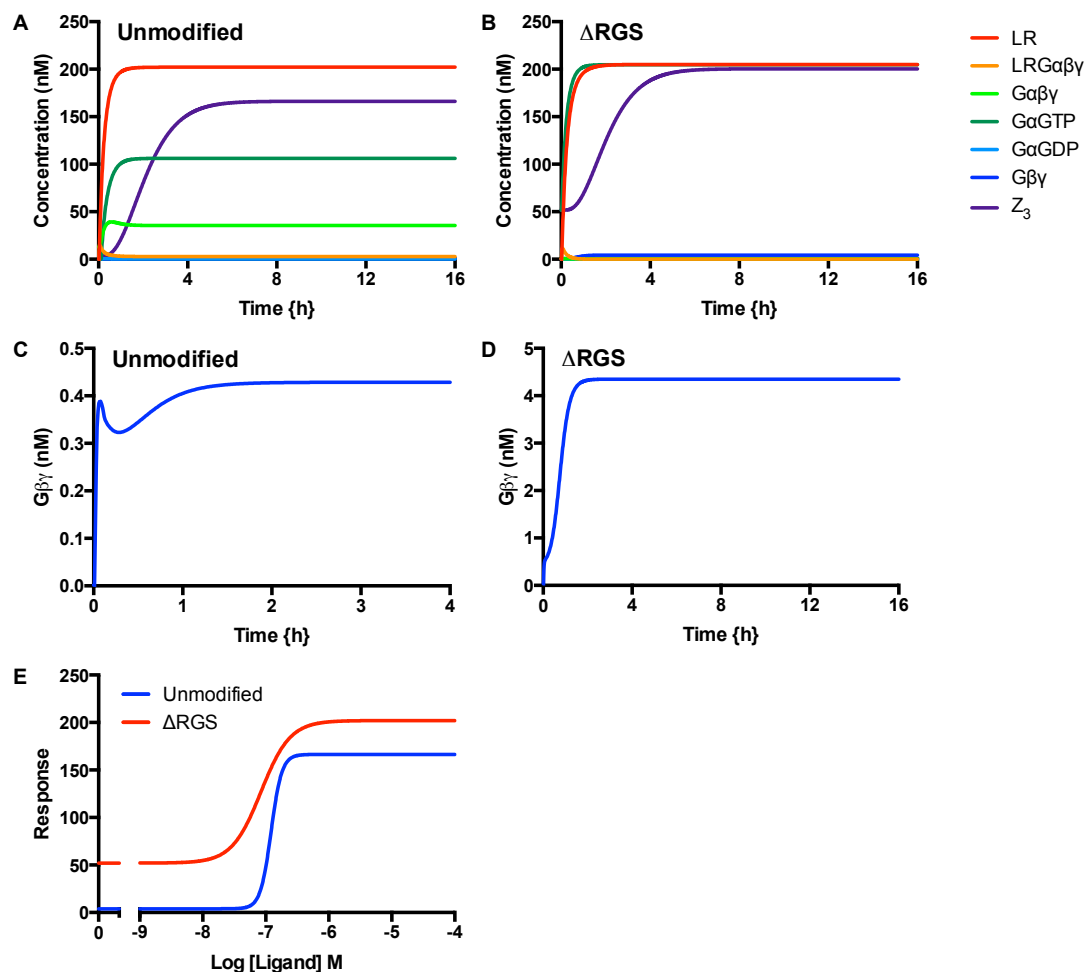 A
Unmodified
250
200
150
100
50
0
Concentration (nM)
0 4 8 12 16
Time {h}
B
ΔRGS
250
200
150
100
50
0
Concentration (nM)
0 4 8 12 16
Time {h}
LR
LRGαβγ
Gαβγ
GαGTP
GαGDP
Gβγ
Z₃
C
Unmodified
0.5
0.4
0.3
0.2
0.1
0.0
Gβγ (nM)
0 1 2 3 4
Time {h}
D
ΔRGS
5
4
3
2
1
0
Gβγ (nM)
0 4 8 12 16
Time {h}
E
250
200
150
100
50
0
Response
Unmodified
ΔRGS
0 -9 -8 -7 -6 -5 -4
Log [Ligand] M